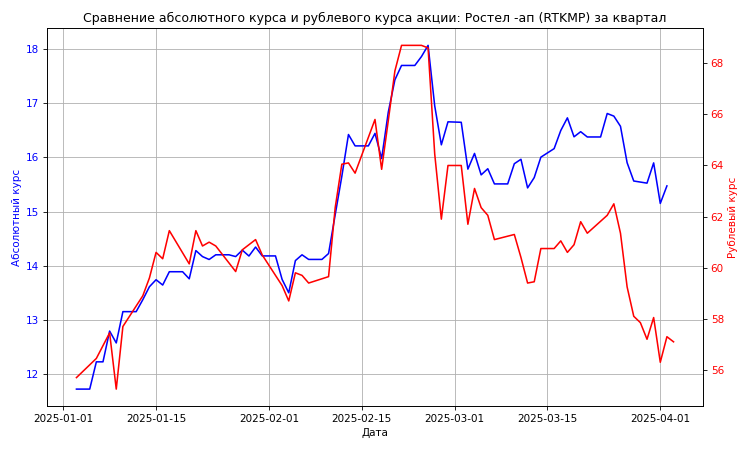 Сравнение абсолютного курса и рублевого курса акции: Ростел -ап (RTKMP) за квартал
18
17
16
15
14
13
12
Абсолютный курс
68
66
64
62
60
58
56
Рублевый курс
2025-01-01 2025-01-15 2025-02-01 2025-02-15 2025-03-01 2025-03-15 2025-04-01
Дата